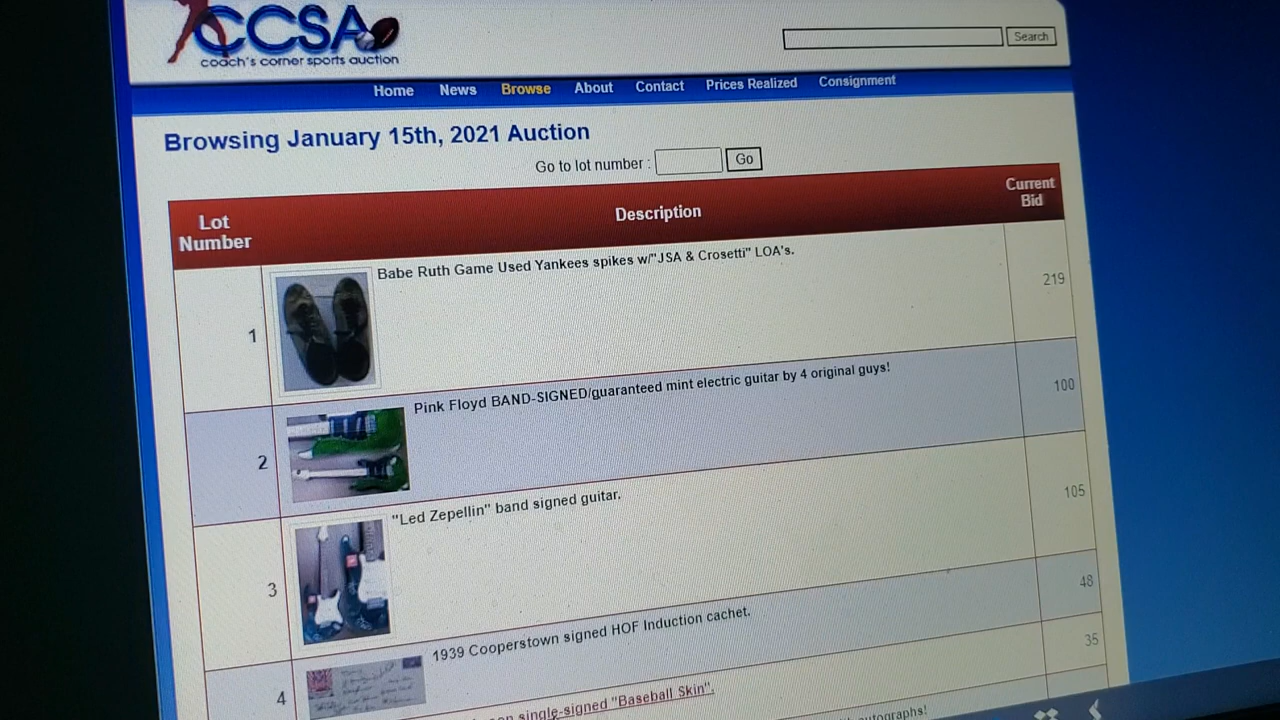 CCSA
coach's corner sports auction
Search
Home News Browse About Contact Prices Realized Consignment
Browsing January 15th, 2021 Auction
Go to lot number : Go
Lot Number Description Current Bid
1 Babe Ruth Game Used Yankees spikes w/"JSA & Crosetti" LOA's. 219
2 Pink Floyd BAND-SIGNED/guaranteed mint electric guitar by 4 original guys! 100
3 "Led Zepellin" band signed guitar. 105
4 1939 Cooperstown signed HOF Induction cachet. 48
single-signed "Baseball Skin". 35
autographs!